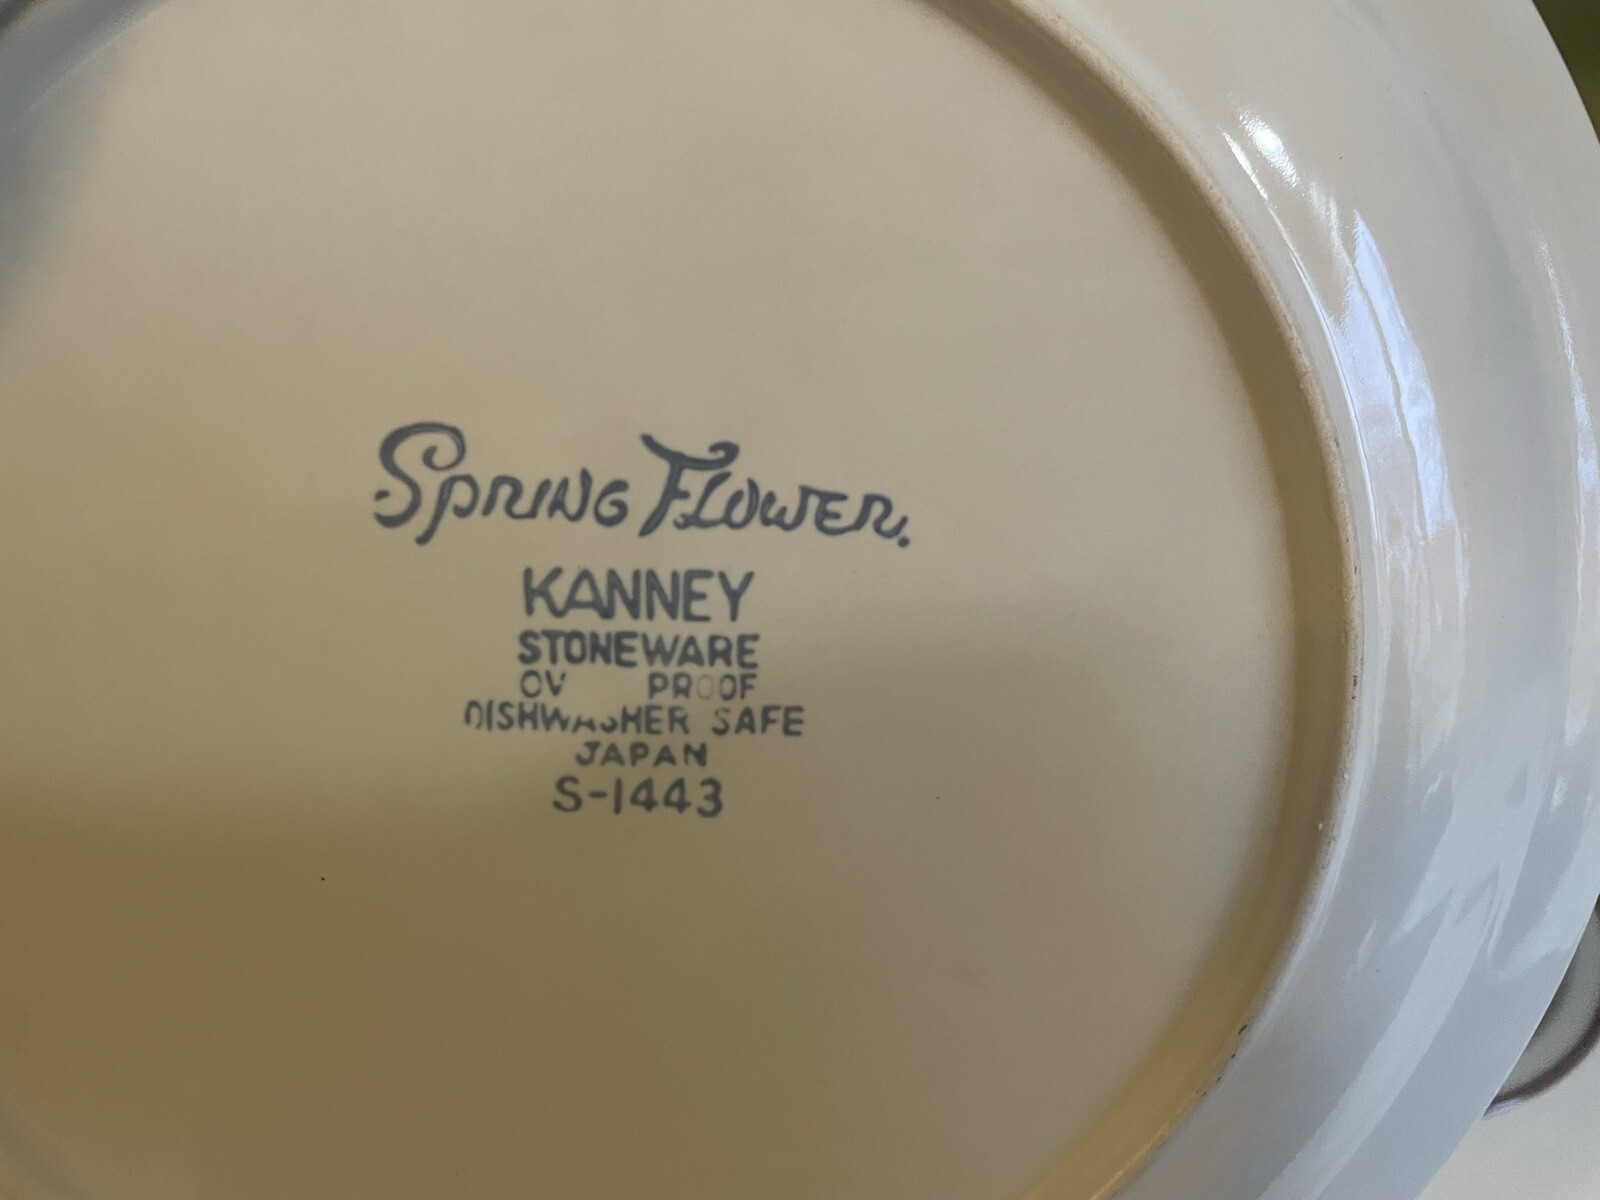 Spring Flower.
KANNEY
STONEWARE
OV PROOF
DISHWASHER SAFE
JAPAN
S-1443